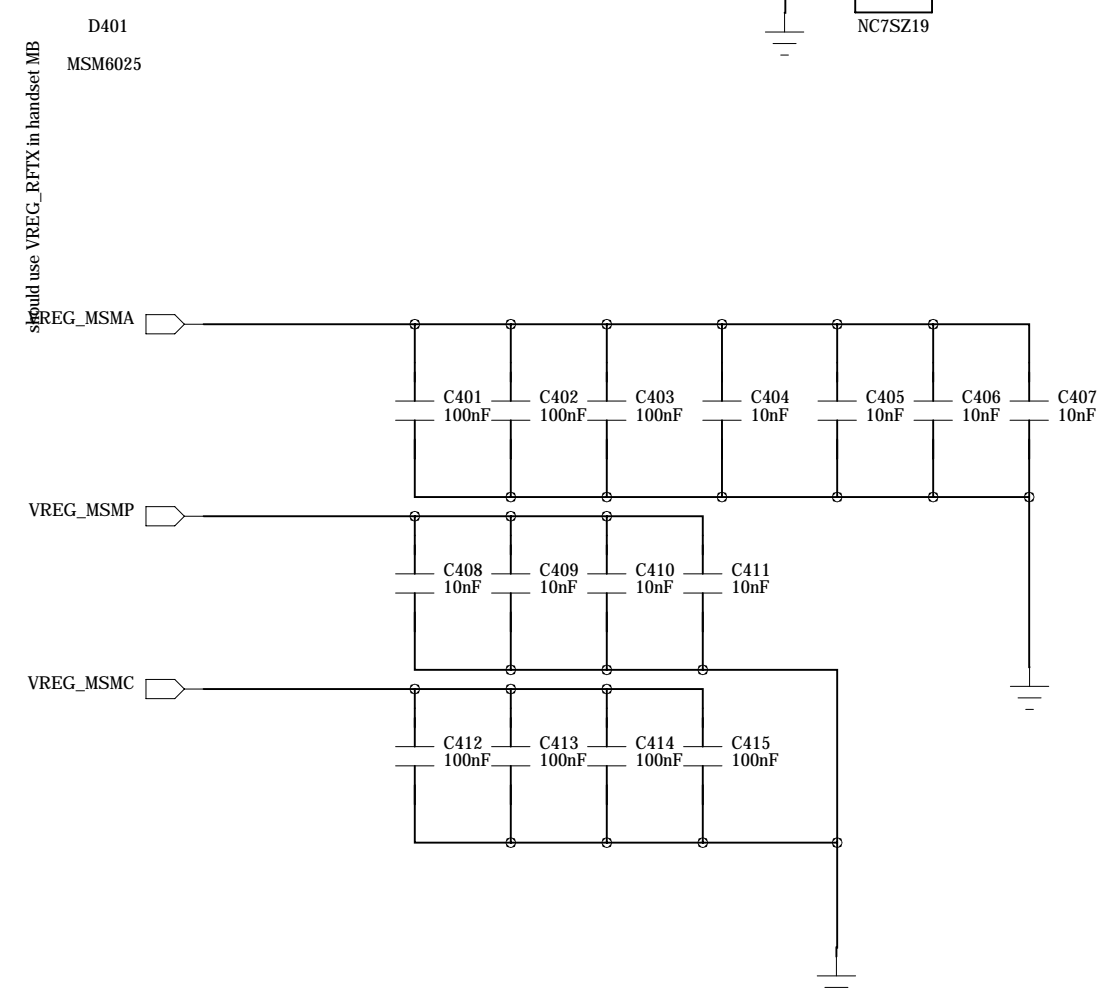 D401
NC7SZ19
MSM6025
should use VREG_RFTX in handset MB
VREG_MSMA
C401
100nF
C402
100nF
C403
100nF
C404
10nF
C405
10nF
C406
10nF
C407
10nF
VREG_MSMP
C408
10nF
C409
10nF
C410
10nF
C411
10nF
VREG_MSMC
C412
100nF
C413
100nF
C414
100nF
C415
100nF